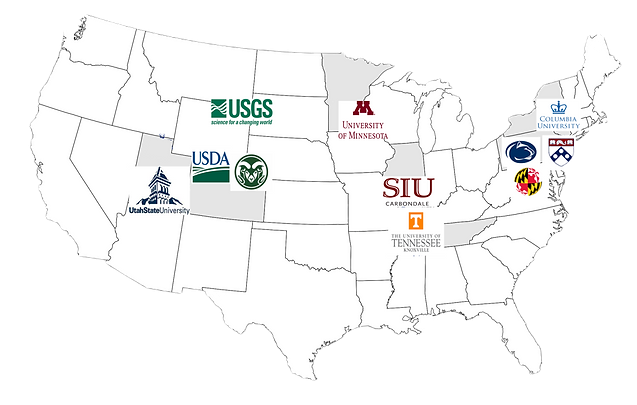 USGS
science for a changing world
USDA
UtahStateUniversity
M
UNIVERSITY
OF MINNESOTA
SIU
CARBONDALE
T
THE UNIVERSITY OF
TENNESSEE
KNOXVILLE
COLUMBIA
UNIVERSITY